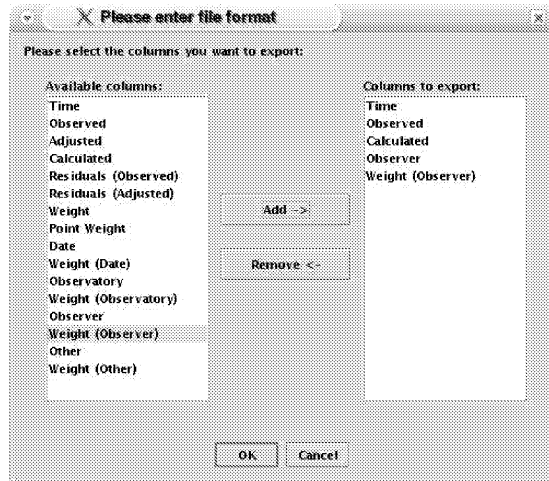 Please enter file format
Please select the columns you want to export:
Available columns:
Time
Observed
Adjusted
Calculated
Residuals (Observed)
Residuals (Adjusted)
Weight
Point Weight
Date
Weight (Date)
Observatory
Weight (Observatory)
Observer
Weight (Observer)
Other
Weight (Other)
Add ->
Remove <-
Columns to export:
Time
Observed
Calculated
Observer
Weight (Observer)
OK Cancel